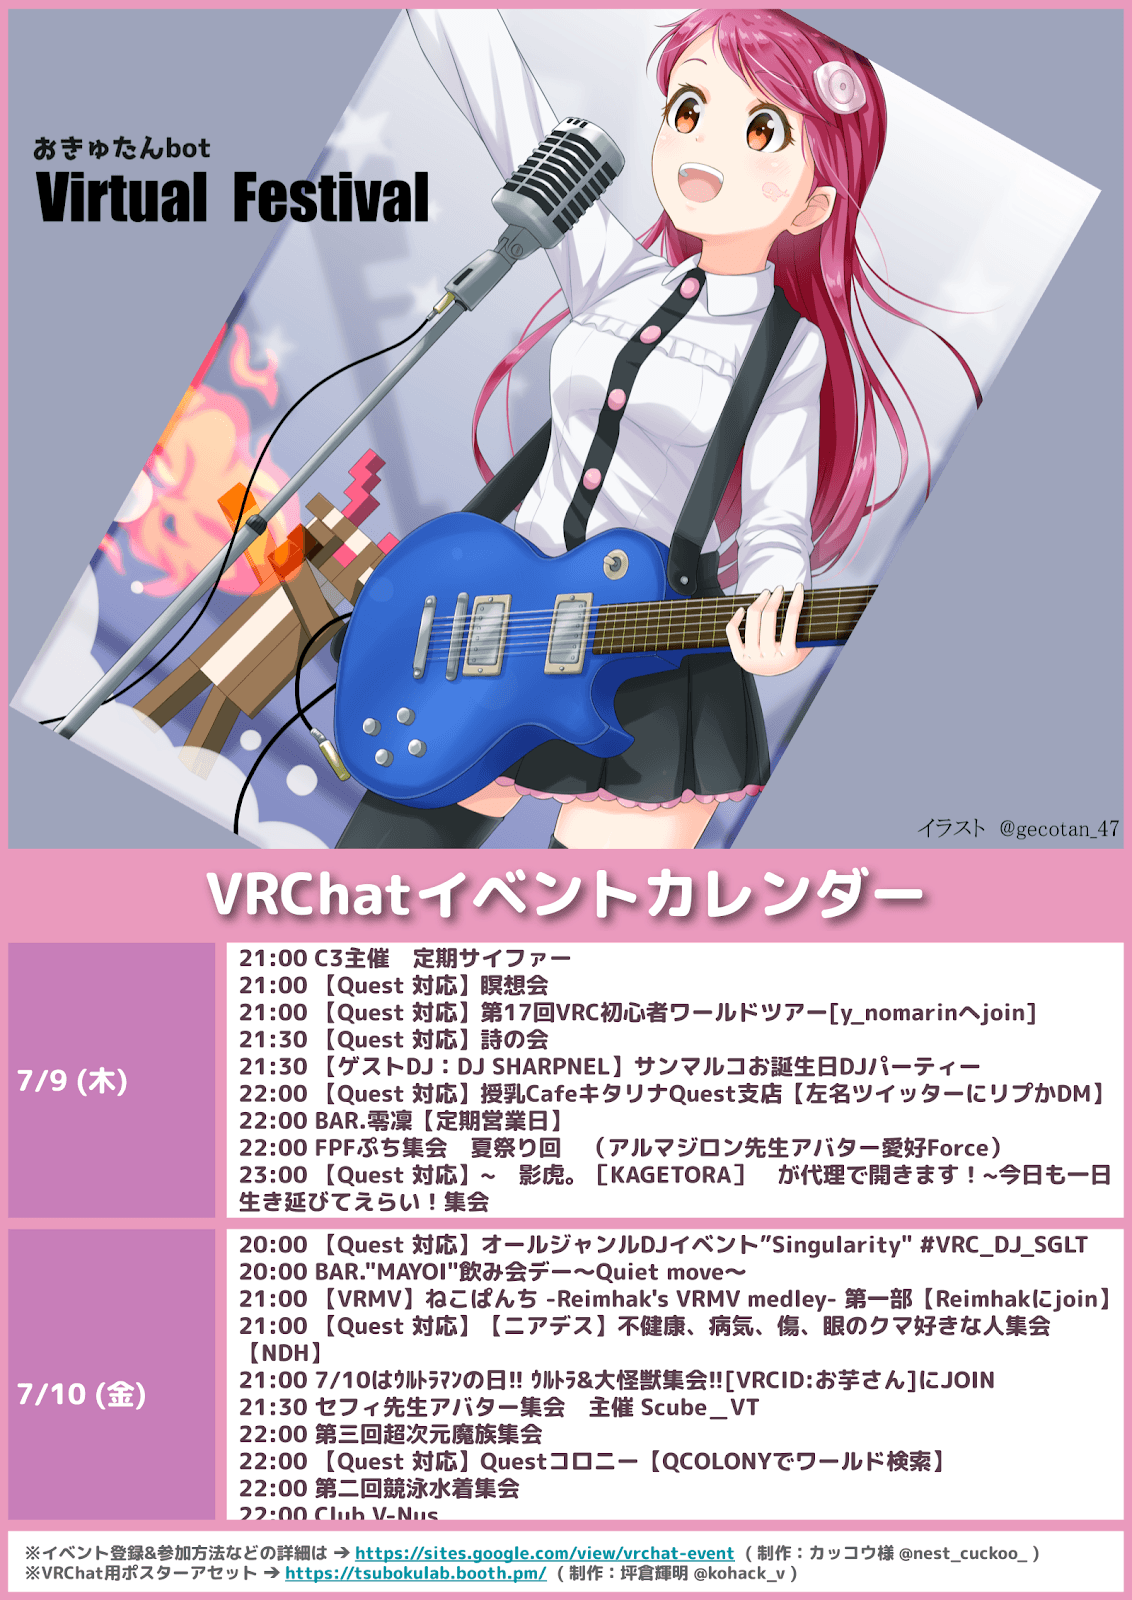 おきゅたんbot
Virtual Festival
イラスト @gecotan_47
VRChatイベントカレンダー
7/9 (木)
21:00 C3主催　定期サイファー
21:00 【Quest 対応】瞑想会
21:00 【Quest 対応】第17回VRC初心者ワールドツアー[y_nomarinへjoin]
21:30 【Quest 対応】詩の会
21:30 【ゲストDJ：DJ SHARPNEL】サンマルコお誕生日DJパーティー
22:00 【Quest 対応】授乳CafeキタリナQuest支店【左名ツイッターにリプかDM】
22:00 BAR.零凜【定期営業日】
22:00 FPFぷち集会　夏祭り回　（アルマジロン先生アバター愛好Force）
23:00 【Quest 対応】~　影虎。［KAGETORA］　が代理で開きます！~今日も一日
生き延びてえらい！集会
7/10 (金)
20:00 【Quest 対応】オールジャンルDJイベント”Singularity" #VRC_DJ_SGLT
20:00 BAR."MAYOI"飲み会デー〜Quiet move〜
21:00 【VRMV】ねこぱんち -Reimhak's VRMV medley- 第一部【Reimhakにjoin】
21:00 【Quest 対応】【ニアデス】不健康、病気、傷、眼のクマ好きな人集会
【NDH】
21:00 7/10はｳﾙﾄﾗﾏﾝの日!! ｳﾙﾄﾗ&大怪獣集会!![VRCID:お芋さん]にJOIN
21:30 セフィ先生アバター集会　主催 Scube＿VT
22:00 第三回超次元魔族集会
22:00 【Quest 対応】Questコロニー【QCOLONYでワールド検索】
22:00 第二回競泳水着集会
22:00 Club V-Nus
※イベント登録&参加方法などの詳細は ➔ https://sites.google.com/view/vrchat-event （制作：カッコウ様 @nest_cuckoo_）
※VRChat用ポスターアセット ➔ https://tsubokulab.booth.pm/ （制作：坪倉輝明 @kohack_v）